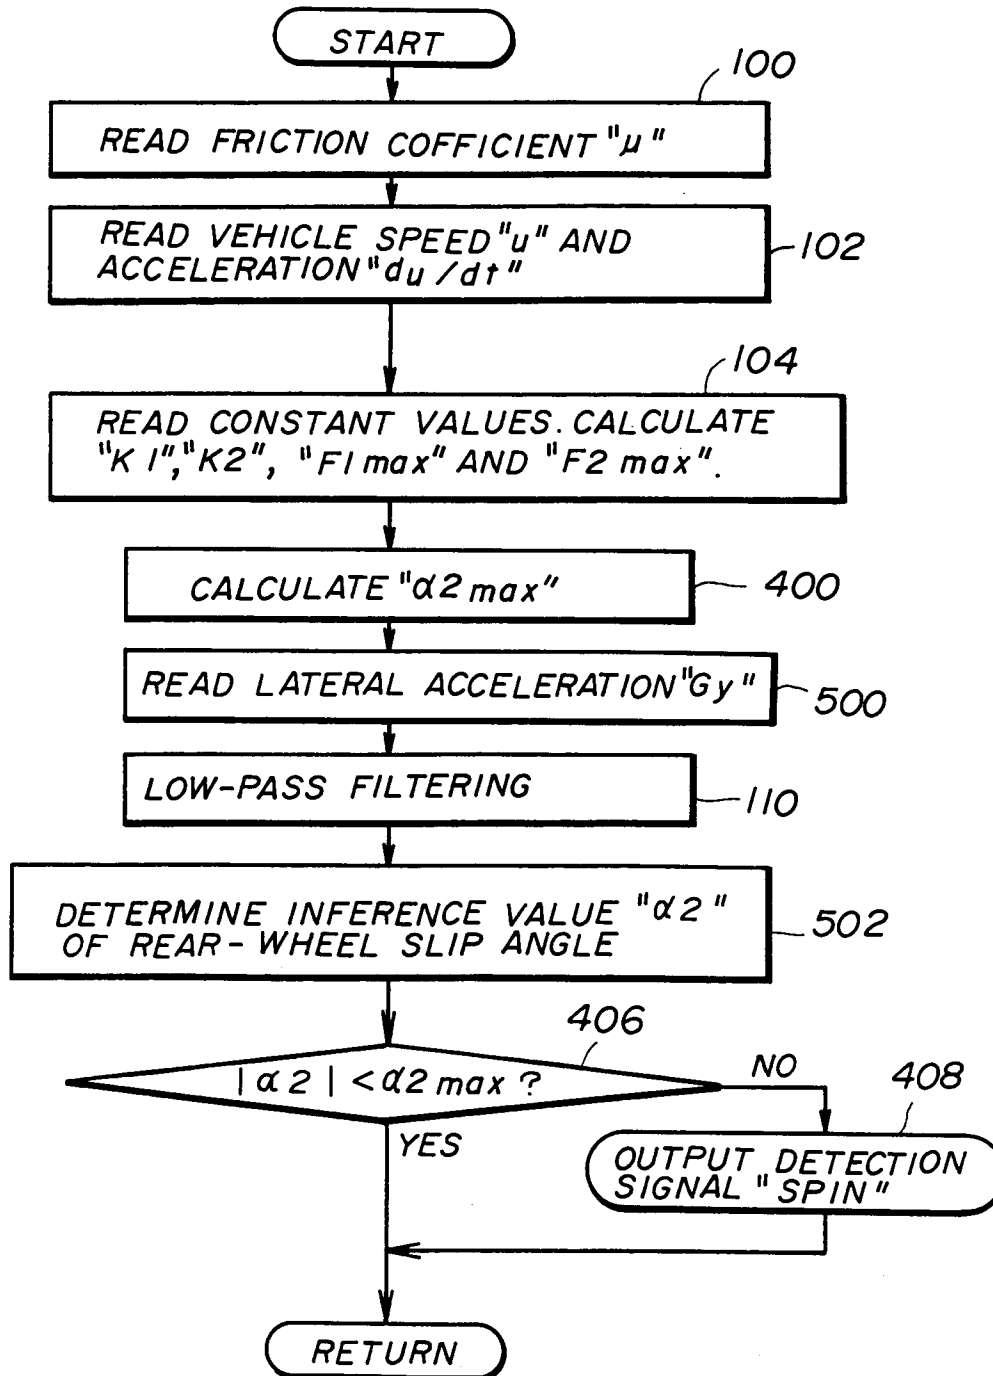 START
100
READ FRICTION COFFICIENT "μ"
READ VEHICLE SPEED "u" AND
ACCELERATION "du/dt"
102
104
READ CONSTANT VALUES. CALCULATE
"K1", "K2", "F1max" AND "F2max".
CALCULATE "α2max"
400
READ LATERAL ACCELERATION "Gy"
500
LOW-PASS FILTERING
110
DETERMINE INFERENCE VALUE "α2"
OF REAR-WHEEL SLIP ANGLE
502
406
|α2| < α2max ?
NO
408
YES
OUTPUT DETECTION
SIGNAL "SPIN"
RETURN